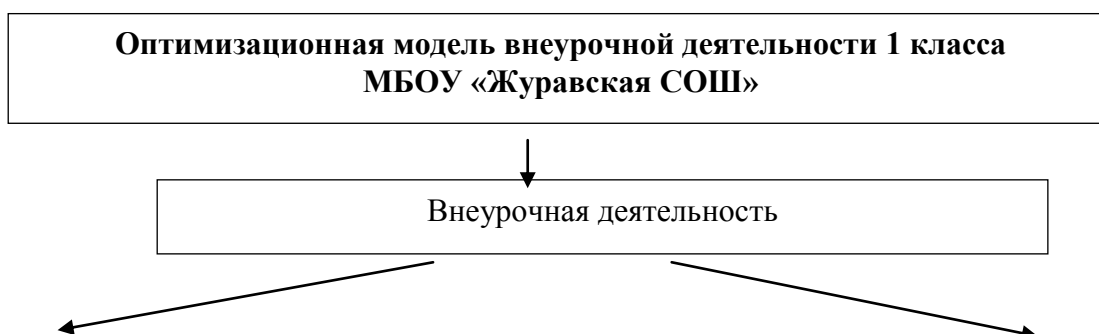 Оптимизационная модель внеурочной деятельности 1 класса
МБОУ «Журавская СОШ»
Внеурочная деятельность